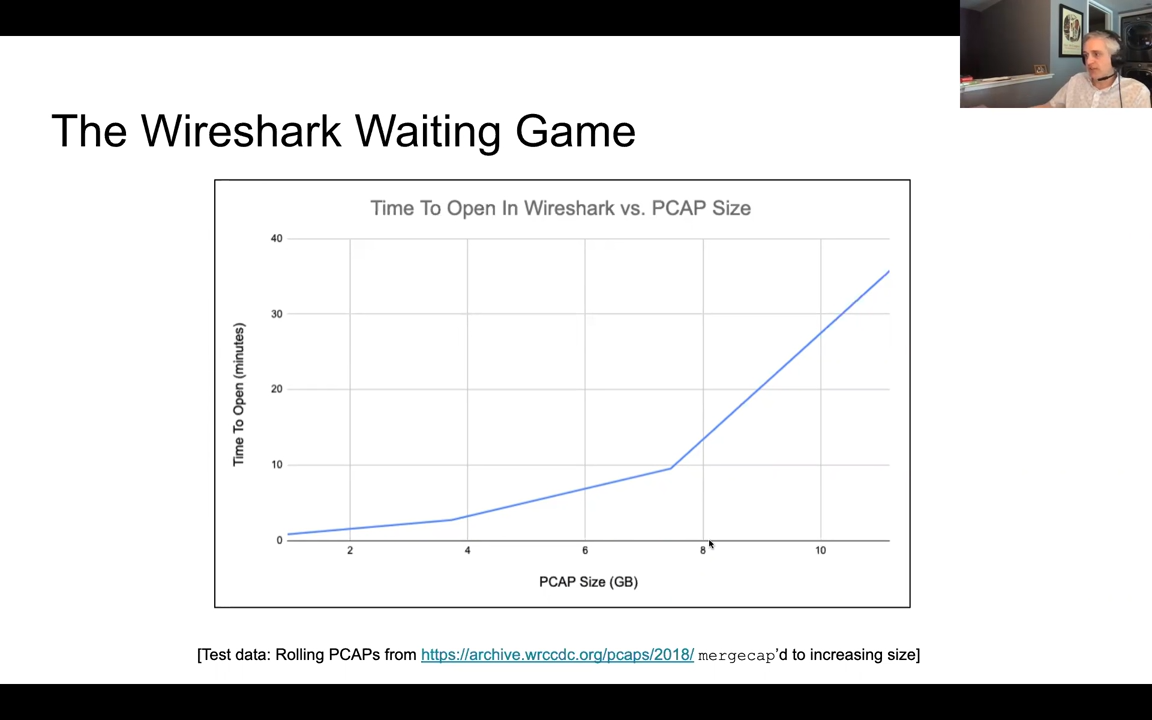 The Wireshark Waiting Game
Time To Open In Wireshark vs. PCAP Size
Time To Open (minutes)
40
30
20
10
0
2 4 6 8 10
PCAP Size (GB)
[Test data: Rolling PCAPs from https://archive.wrccdc.org/pcaps/2018/ mergecap'd to increasing size]